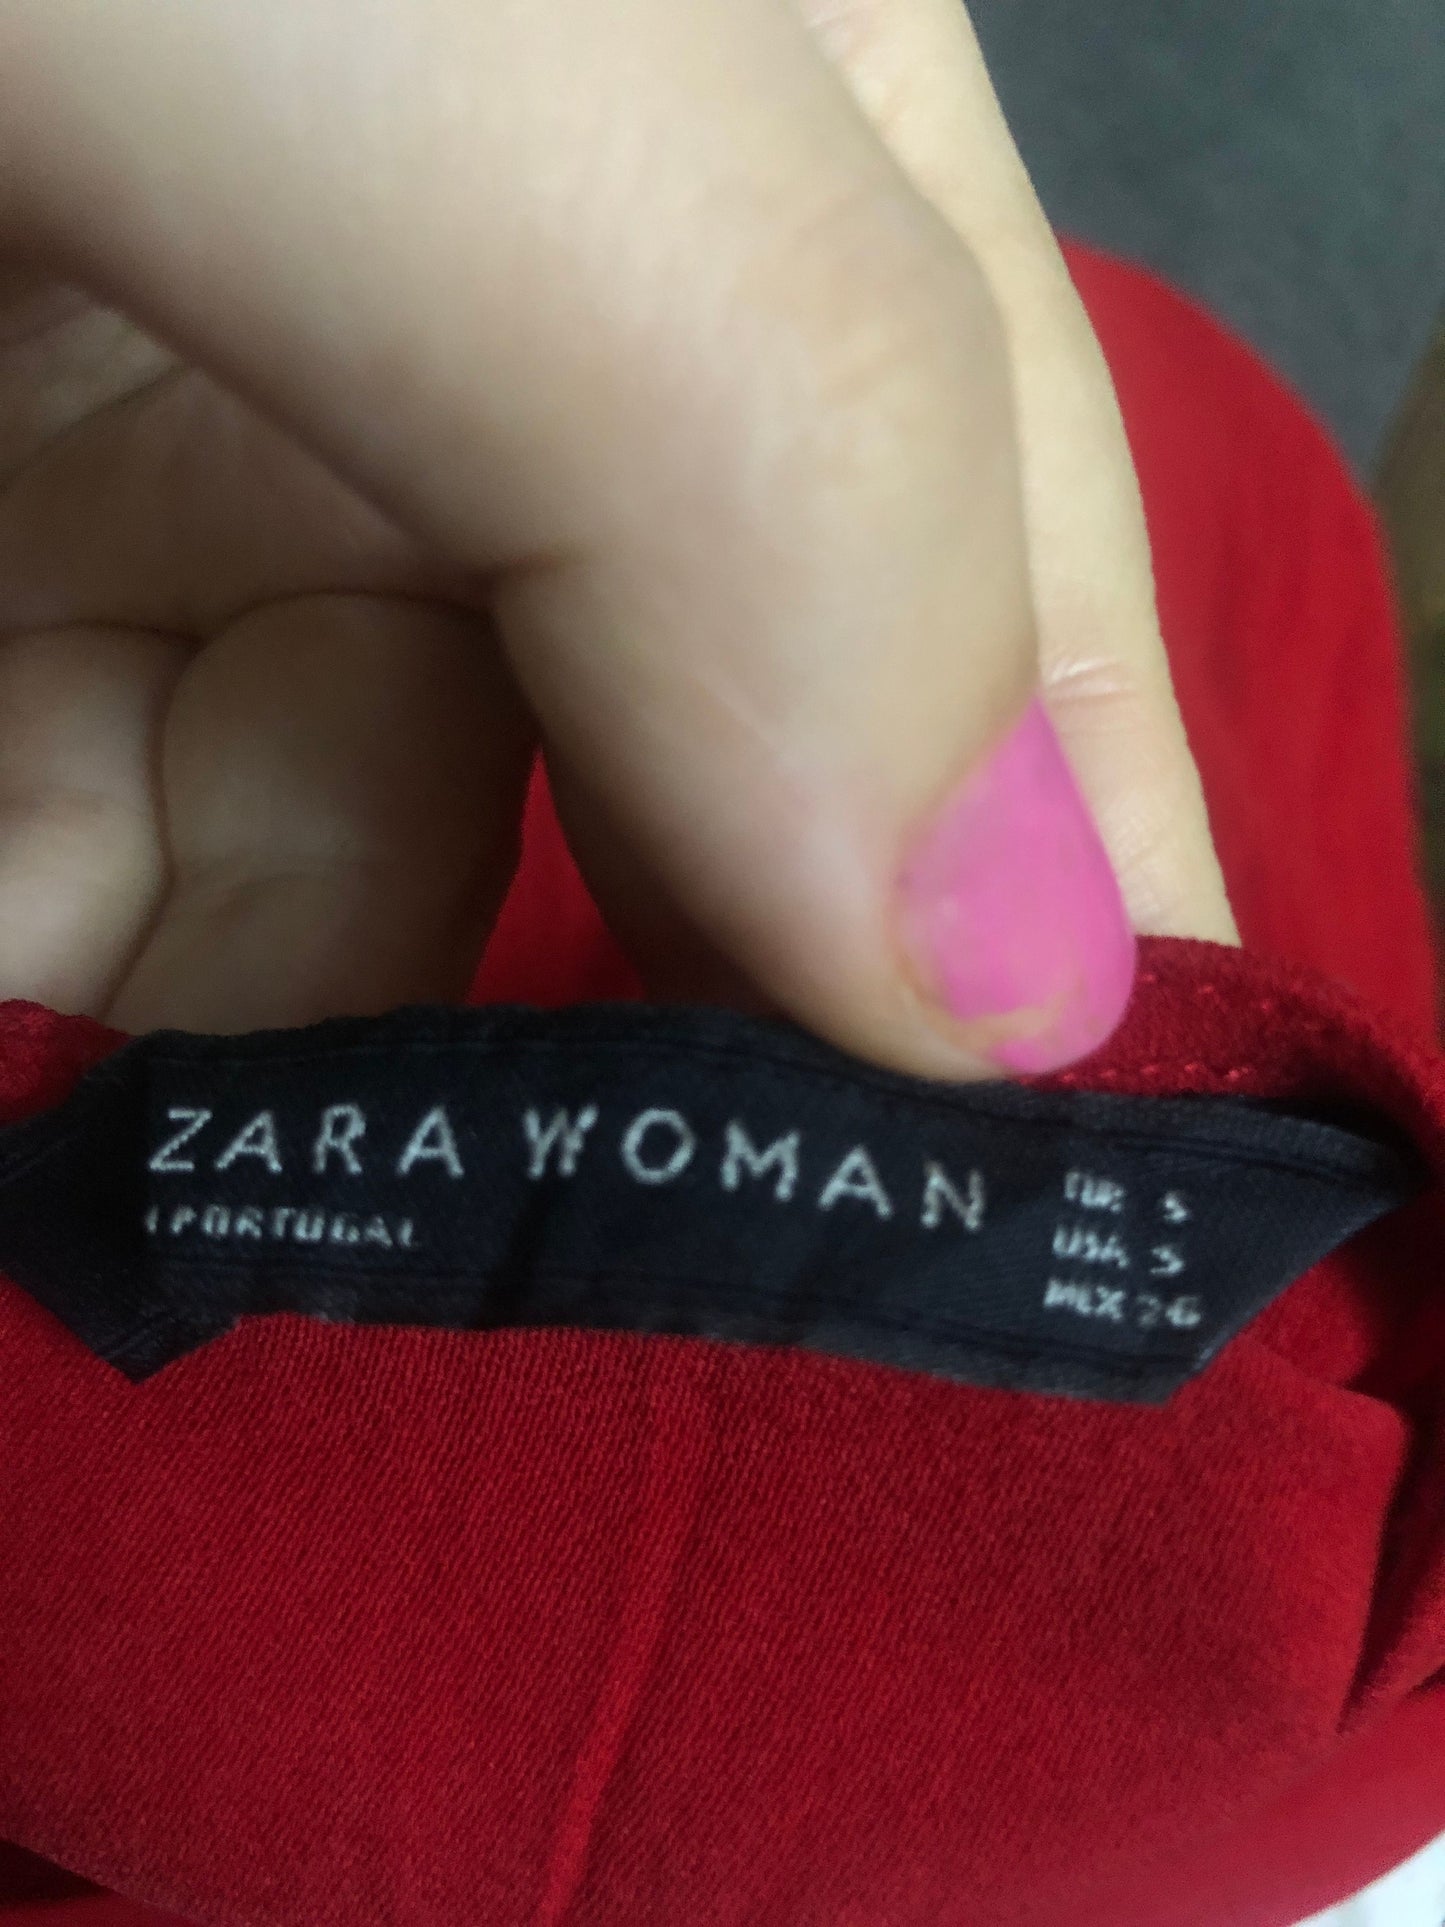 ZARA WOMAN
PORTUGAL
EUR S
USA S
MEX 26